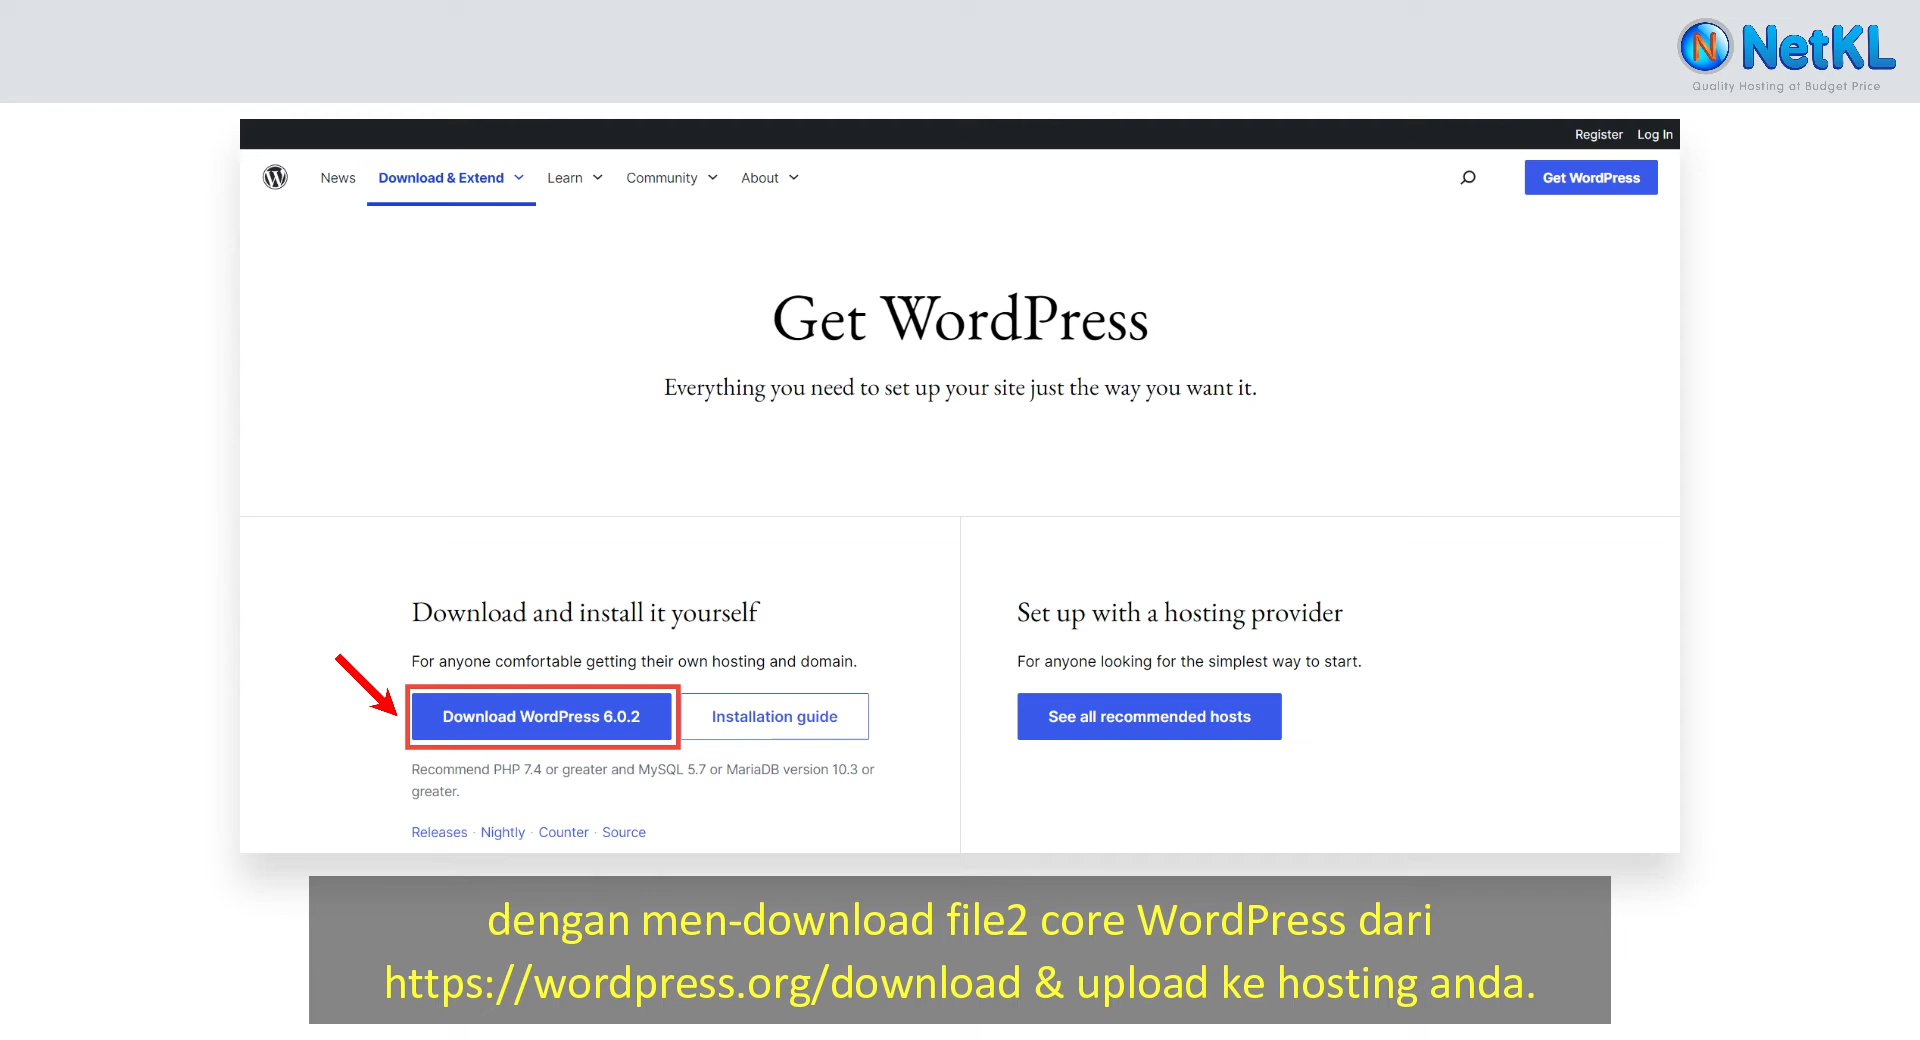 N NetKL
Quality Hosting at Budget Price
Register Log In
W News Download & Extend Learn Community About Get WordPress
Get WordPress
Everything you need to set up your site just the way you want it.
Download and install it yourself
For anyone comfortable getting their own hosting and domain.
Download WordPress 6.0.2 Installation guide
Recommend PHP 7.4 or greater and MySQL 5.7 or MariaDB version 10.3 or
greater.
Releases · Nightly · Counter · Source
Set up with a hosting provider
For anyone looking for the simplest way to start.
See all recommended hosts
dengan men-download file2 core WordPress dari
https://wordpress.org/download & upload ke hosting anda.